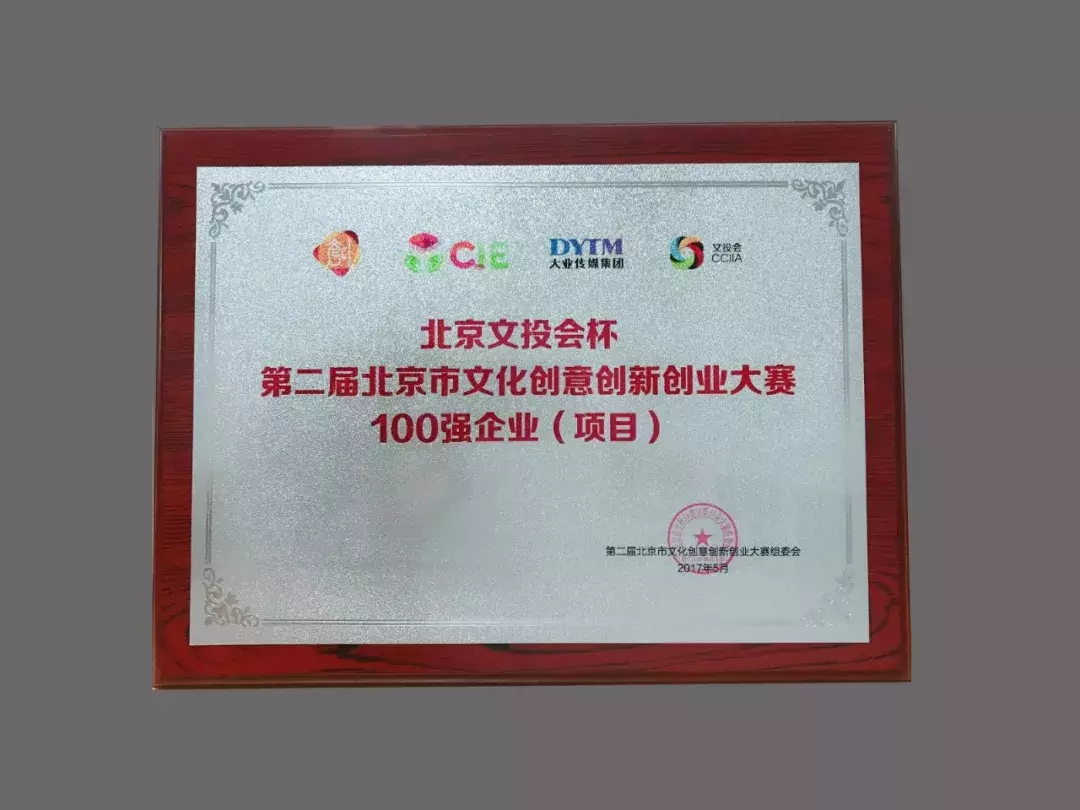 创
CIE
DYTM
大业传媒集团
文投会
CCIIA
北京文投会杯
第二届北京市文化创意创新创业大赛
100强企业（项目）
第二届北京市文化创意创新创业大赛组委会
2017年5月